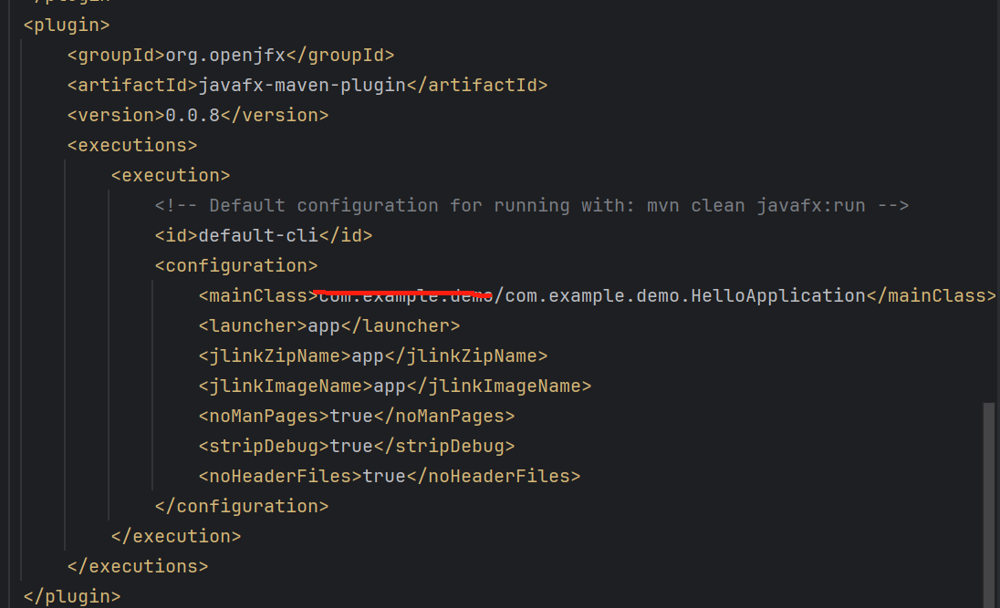 </plugin>
<plugin>
<groupId>org.openjfx</groupId>
<artifactId>javafx-maven-plugin</artifactId>
<version>0.0.8</version>
<executions>
<execution>
<!-- Default configuration for running with: mvn clean javafx:run -->
<id>default-cli</id>
<configuration>
<mainClass>com.example.demo/com.example.demo.HelloApplication</mainClass>
<launcher>app</launcher>
<jlinkZipName>app</jlinkZipName>
<jlinkImageName>app</jlinkImageName>
<noManPages>true</noManPages>
<stripDebug>true</stripDebug>
<noHeaderFiles>true</noHeaderFiles>
</configuration>
</execution>
</executions>
</plugin>